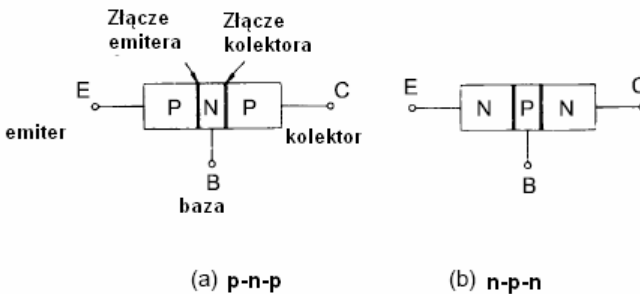 Złącze
emitera
Złącze
kolektora
E
P
N
P
C
emiter
kolektor
B
baza
E
N
P
N
C
B
(a) p-n-p
(b) n-p-n